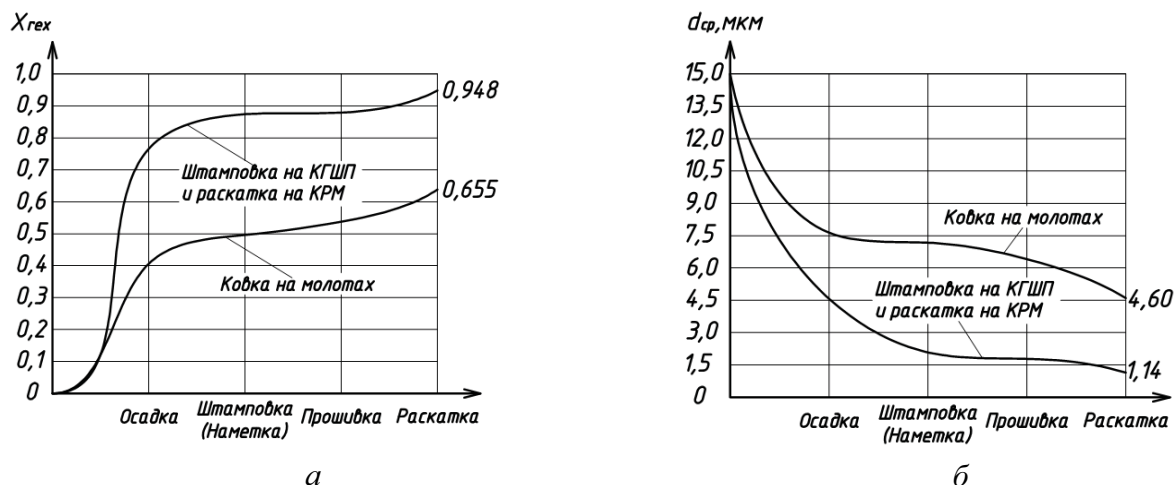 Xrex
1,0
0,9
0,8
0,7
0,6
0,5
0,4
0,3
0,2
0,1
0
0,948
0,655
Штамповка на КГШП
и раскатка на КРМ
Ковка на молотах
Осадка
Штамповка
(Наметка)
Прошивка
Раскатка
а
dср, мкм
15,0
13,5
12,0
10,5
9,0
7,5
6,0
4,5
3,0
1,5
0
Ковка на молотах
Штамповка на КГШП
и раскатка на КРМ
4,60
1,14
Осадка
Штамповка
(Наметка)
Прошивка
Раскатка
б